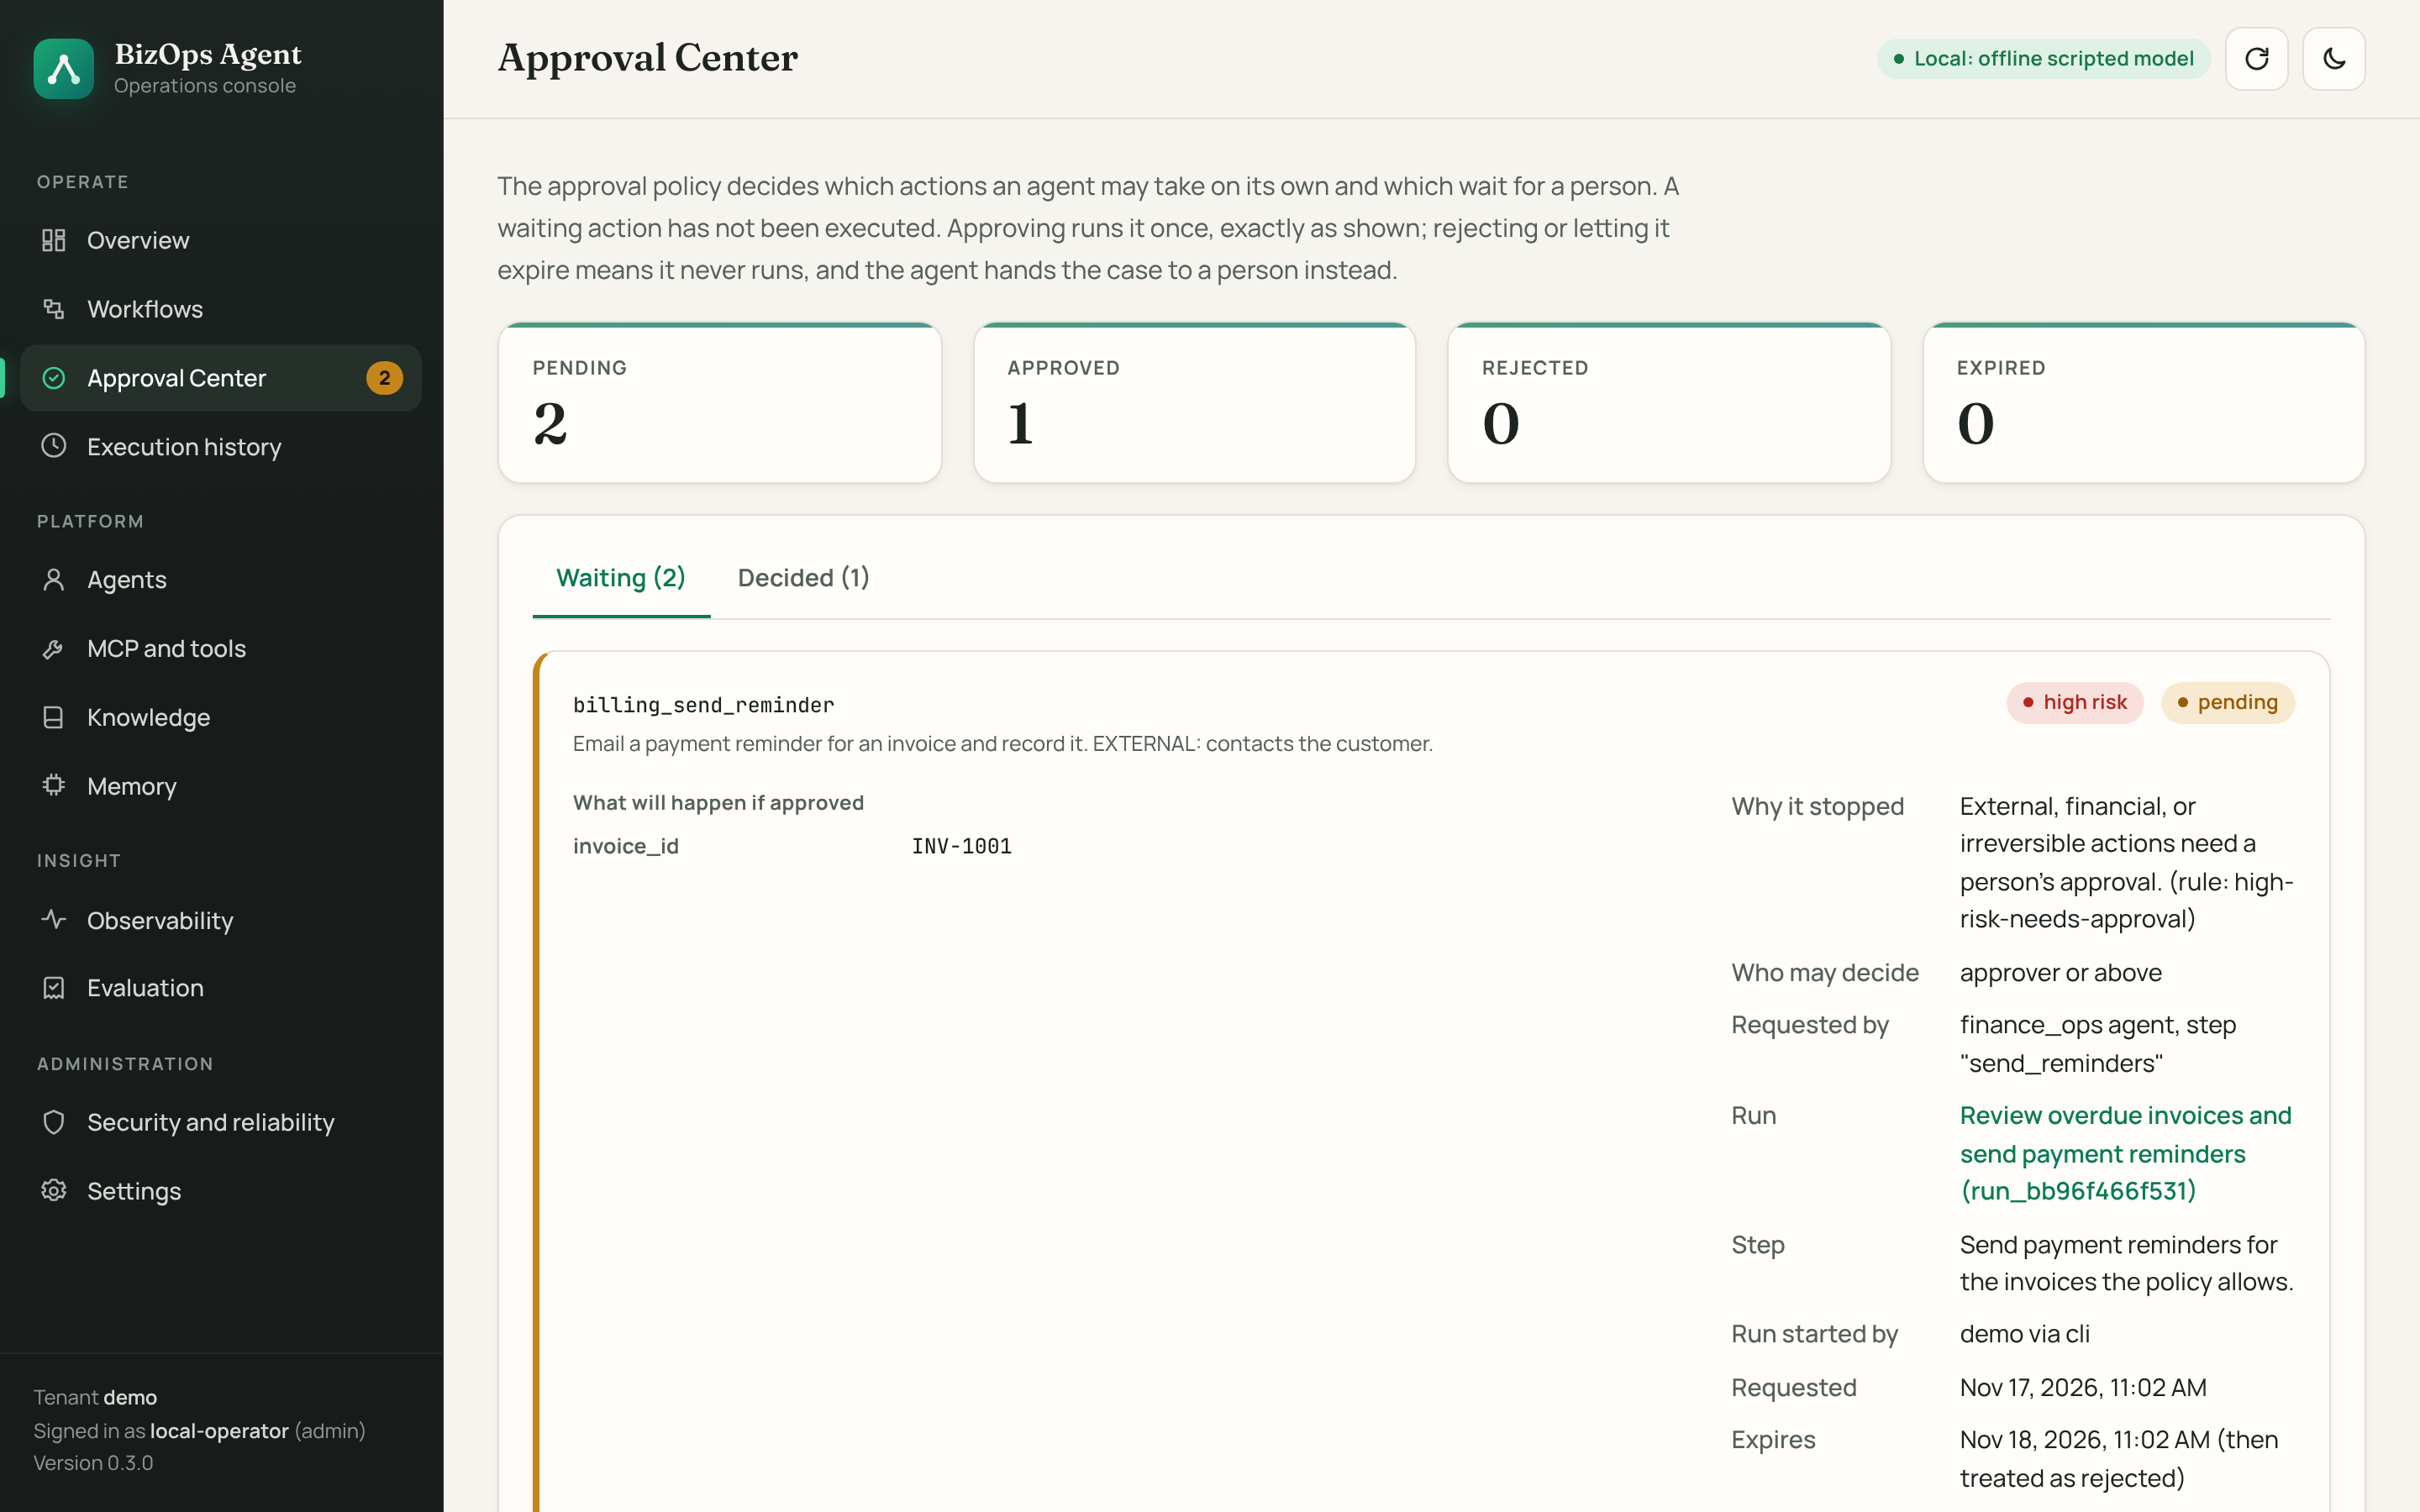 BizOps Agent
Operations console
OPERATE
Overview
Workflows
Approval Center
2
Execution history
PLATFORM
Agents
MCP and tools
Knowledge
Memory
INSIGHT
Observability
Evaluation
ADMINISTRATION
Security and reliability
Settings
Tenant demo
Signed in as local-operator (admin)
Version 0.3.0
Approval Center
Local: offline scripted model
The approval policy decides which actions an agent may take on its own and which wait for a person. A
waiting action has not been executed. Approving runs it once, exactly as shown; rejecting or letting it
expire means it never runs, and the agent hands the case to a person instead.
PENDING
2
APPROVED
1
REJECTED
0
EXPIRED
0
Waiting (2)
Decided (1)
billing_send_reminder
high risk
pending
Email a payment reminder for an invoice and record it. EXTERNAL: contacts the customer.
What will happen if approved
invoice_id INV-1001
Why it stopped External, financial, or
irreversible actions need a
person's approval. (rule: high-
risk-needs-approval)
Who may decide approver or above
Requested by finance_ops agent, step
"send_reminders"
Run Review overdue invoices and
send payment reminders
(run_bb96f466f531)
Step Send payment reminders for
the invoices the policy allows.
Run started by demo via cli
Requested Nov 17, 2026, 11:02 AM
Expires Nov 18, 2026, 11:02 AM (then
treated as rejected)